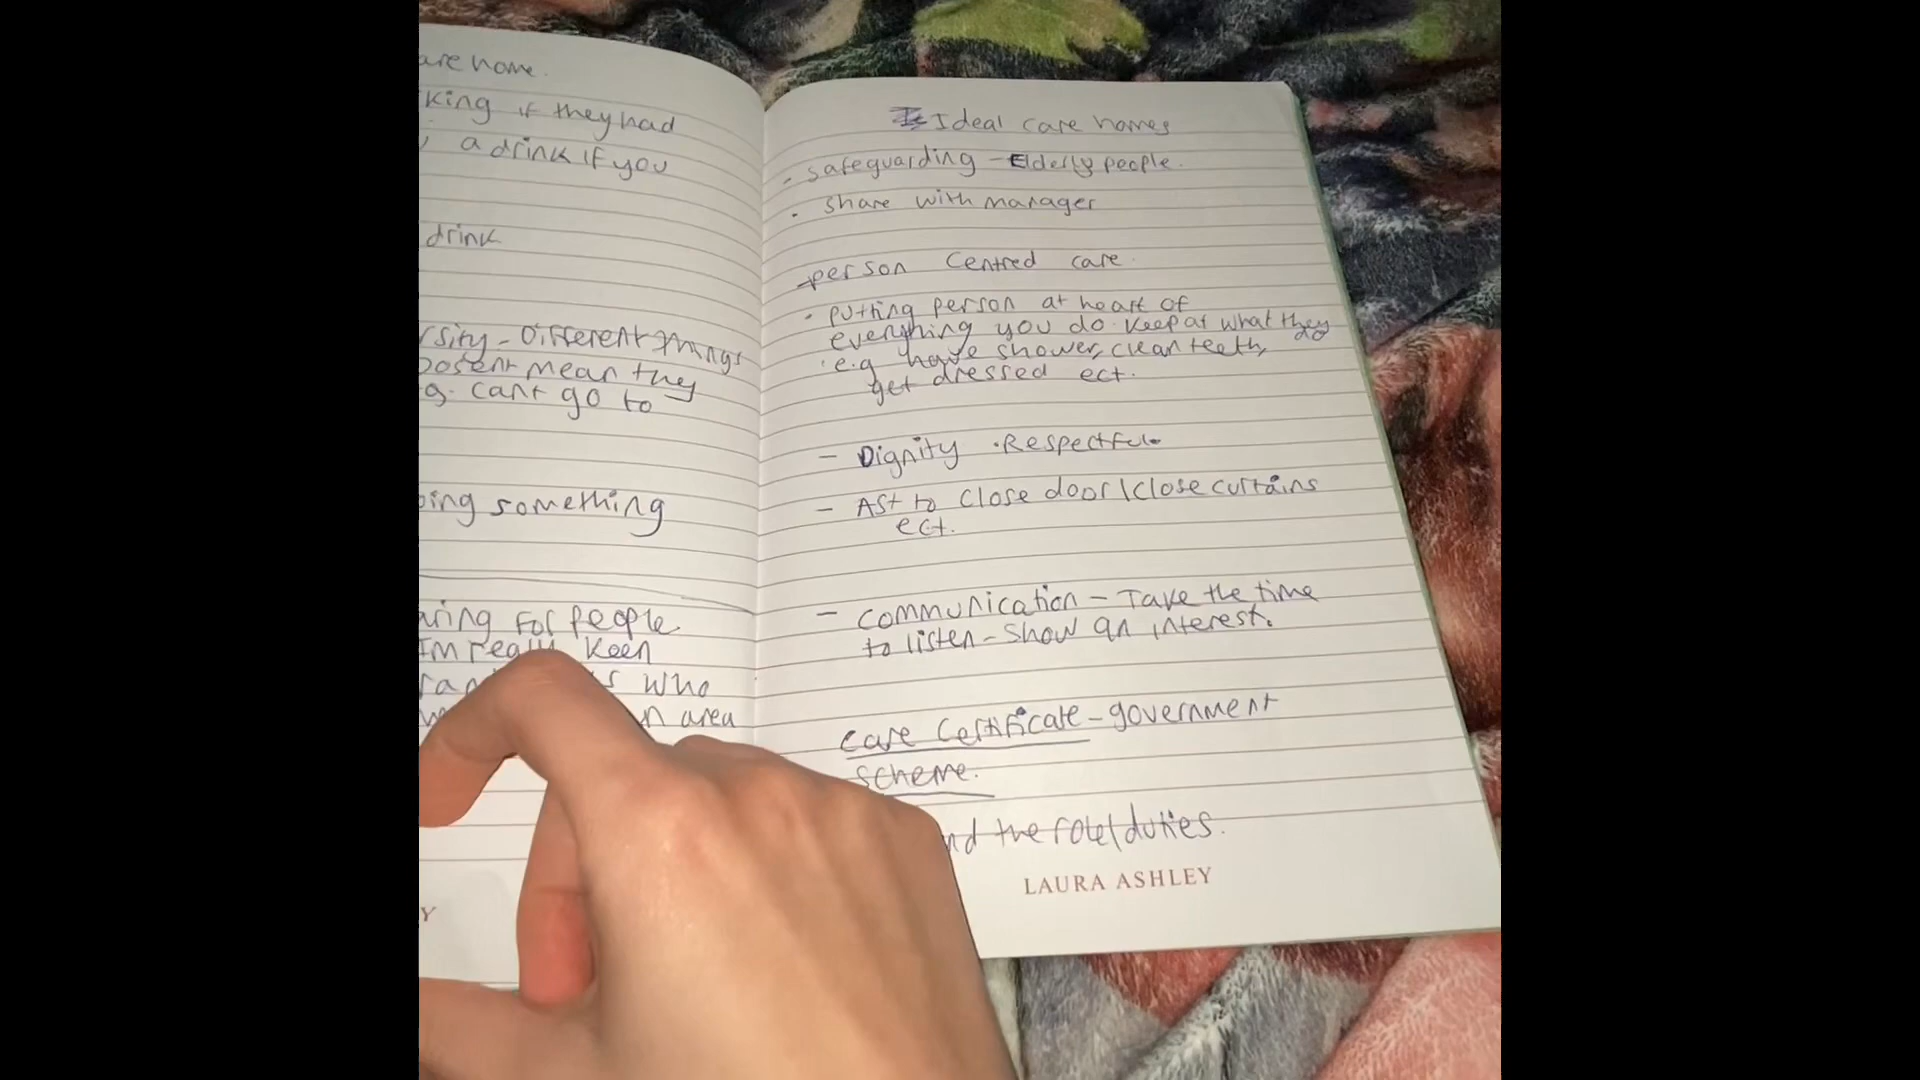 are home.
king if they had
a drink if you
drink
rsity - Different things
mean they
g. cant go to
oing something
aring for people
Im really keen
who
area
Y
Ideal care homes
- safeguarding - Elderly people.
• share with manager
person Centred care.
• putting person at heart of
everything you do. Keep at what they
do
e.g have shower, clean teeth,
get dressed ect.
- Dignity • Respectful
- Ast to close door/close curtains
ect.
- communication - Take the time
to listen - show an interest.
care certificate - government
scheme.
nd the role/duties.
LAURA ASHLEY